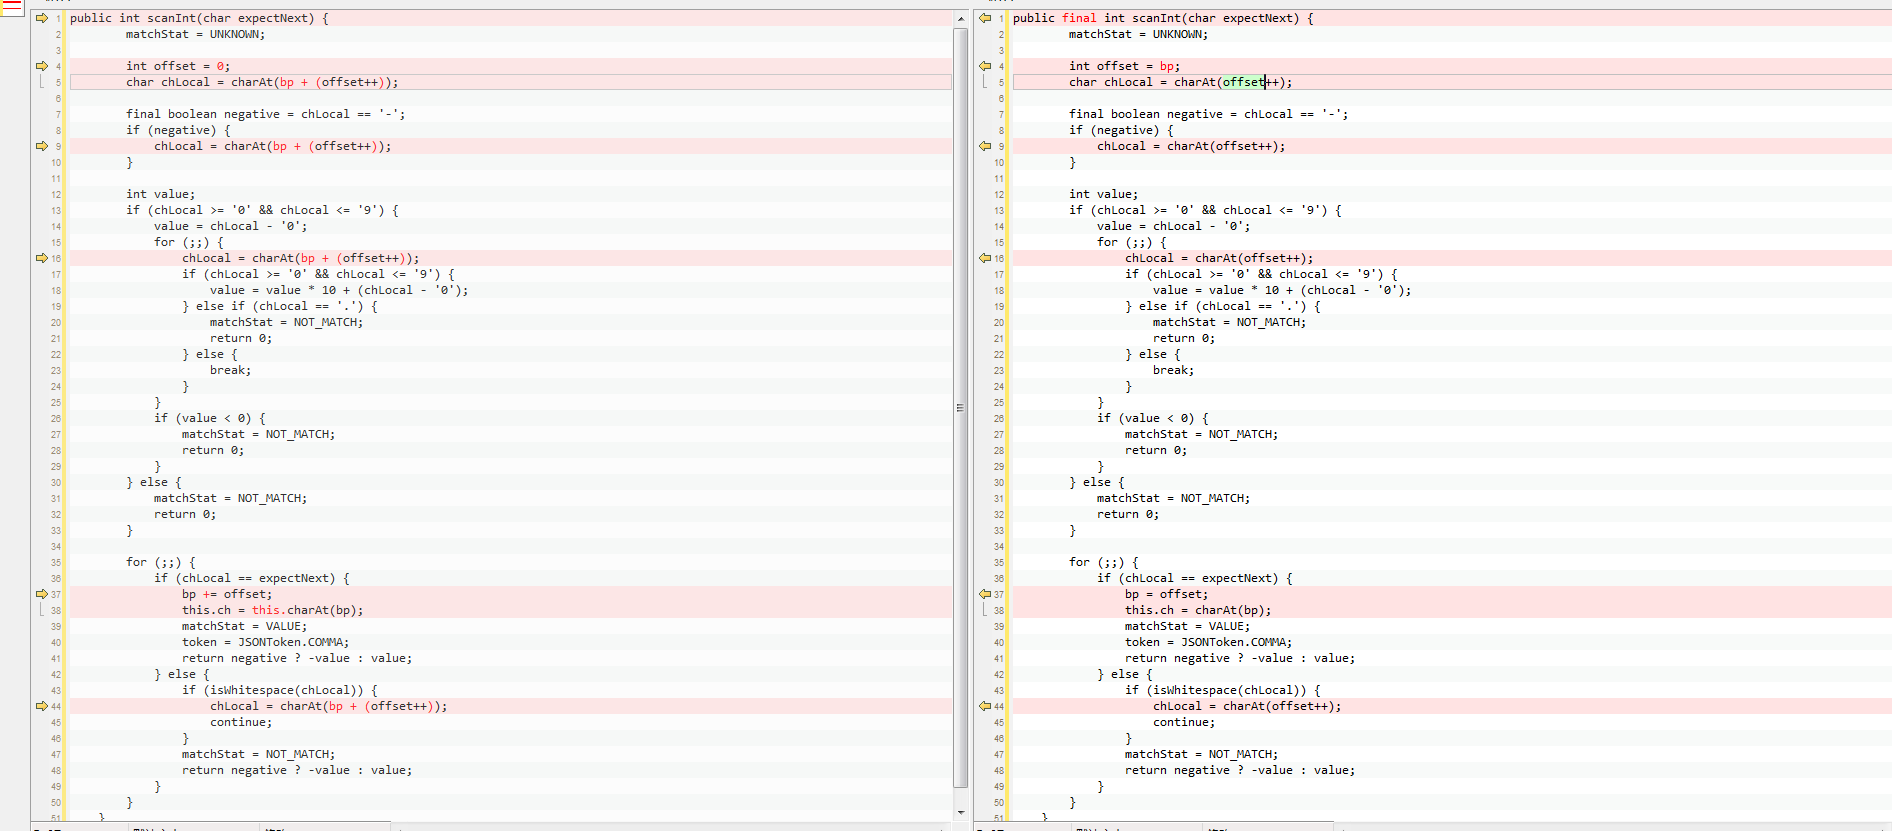 1 public int scanInt(char expectNext) {
2 matchStat = UNKNOWN;
3
4 int offset = 0;
5 char chLocal = charAt(bp + (offset++));
6
7 final boolean negative = chLocal == '-';
8 if (negative) {
9 chLocal = charAt(bp + (offset++));
10 }
11
12 int value;
13 if (chLocal >= '0' && chLocal <= '9') {
14 value = chLocal - '0';
15 for (;;) {
16 chLocal = charAt(bp + (offset++));
17 if (chLocal >= '0' && chLocal <= '9') {
18 value = value * 10 + (chLocal - '0');
19 } else if (chLocal == '.') {
20 matchStat = NOT_MATCH;
21 return 0;
22 } else {
23 break;
24 }
25 }
26 if (value < 0) {
27 matchStat = NOT_MATCH;
28 return 0;
29 }
30 } else {
31 matchStat = NOT_MATCH;
32 return 0;
33 }
34
35 for (;;) {
36 if (chLocal == expectNext) {
37 bp += offset;
38 this.ch = this.charAt(bp);
39 matchStat = VALUE;
40 token = JSONToken.COMMA;
41 return negative ? -value : value;
42 } else {
43 if (isWhitespace(chLocal)) {
44 chLocal = charAt(bp + (offset++));
45 continue;
46 }
47 matchStat = NOT_MATCH;
48 return negative ? -value : value;
49 }
50 }
51 }
1 public final int scanInt(char expectNext) {
2 matchStat = UNKNOWN;
3
4 int offset = bp;
5 char chLocal = charAt(offset++);
6
7 final boolean negative = chLocal == '-';
8 if (negative) {
9 chLocal = charAt(offset++);
10 }
11
12 int value;
13 if (chLocal >= '0' && chLocal <= '9') {
14 value = chLocal - '0';
15 for (;;) {
16 chLocal = charAt(offset++);
17 if (chLocal >= '0' && chLocal <= '9') {
18 value = value * 10 + (chLocal - '0');
19 } else if (chLocal == '.') {
20 matchStat = NOT_MATCH;
21 return 0;
22 } else {
23 break;
24 }
25 }
26 if (value < 0) {
27 matchStat = NOT_MATCH;
28 return 0;
29 }
30 } else {
31 matchStat = NOT_MATCH;
32 return 0;
33 }
34
35 for (;;) {
36 if (chLocal == expectNext) {
37 bp = offset;
38 this.ch = charAt(bp);
39 matchStat = VALUE;
40 token = JSONToken.COMMA;
41 return negative ? -value : value;
42 } else {
43 if (isWhitespace(chLocal)) {
44 chLocal = charAt(offset++);
45 continue;
46 }
47 matchStat = NOT_MATCH;
48 return negative ? -value : value;
49 }
50 }
51 }